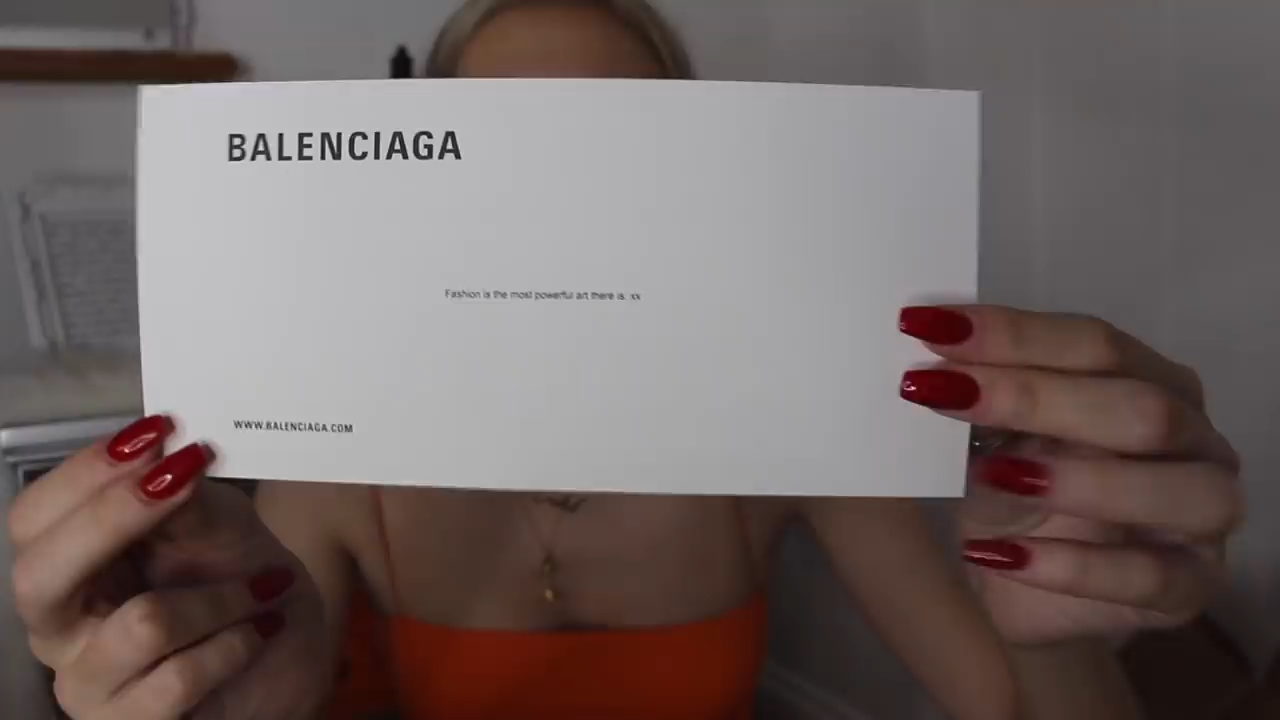 BALENCIAGA
Fashion is the most powerful art there is. xx
WWW.BALENCIAGA.COM